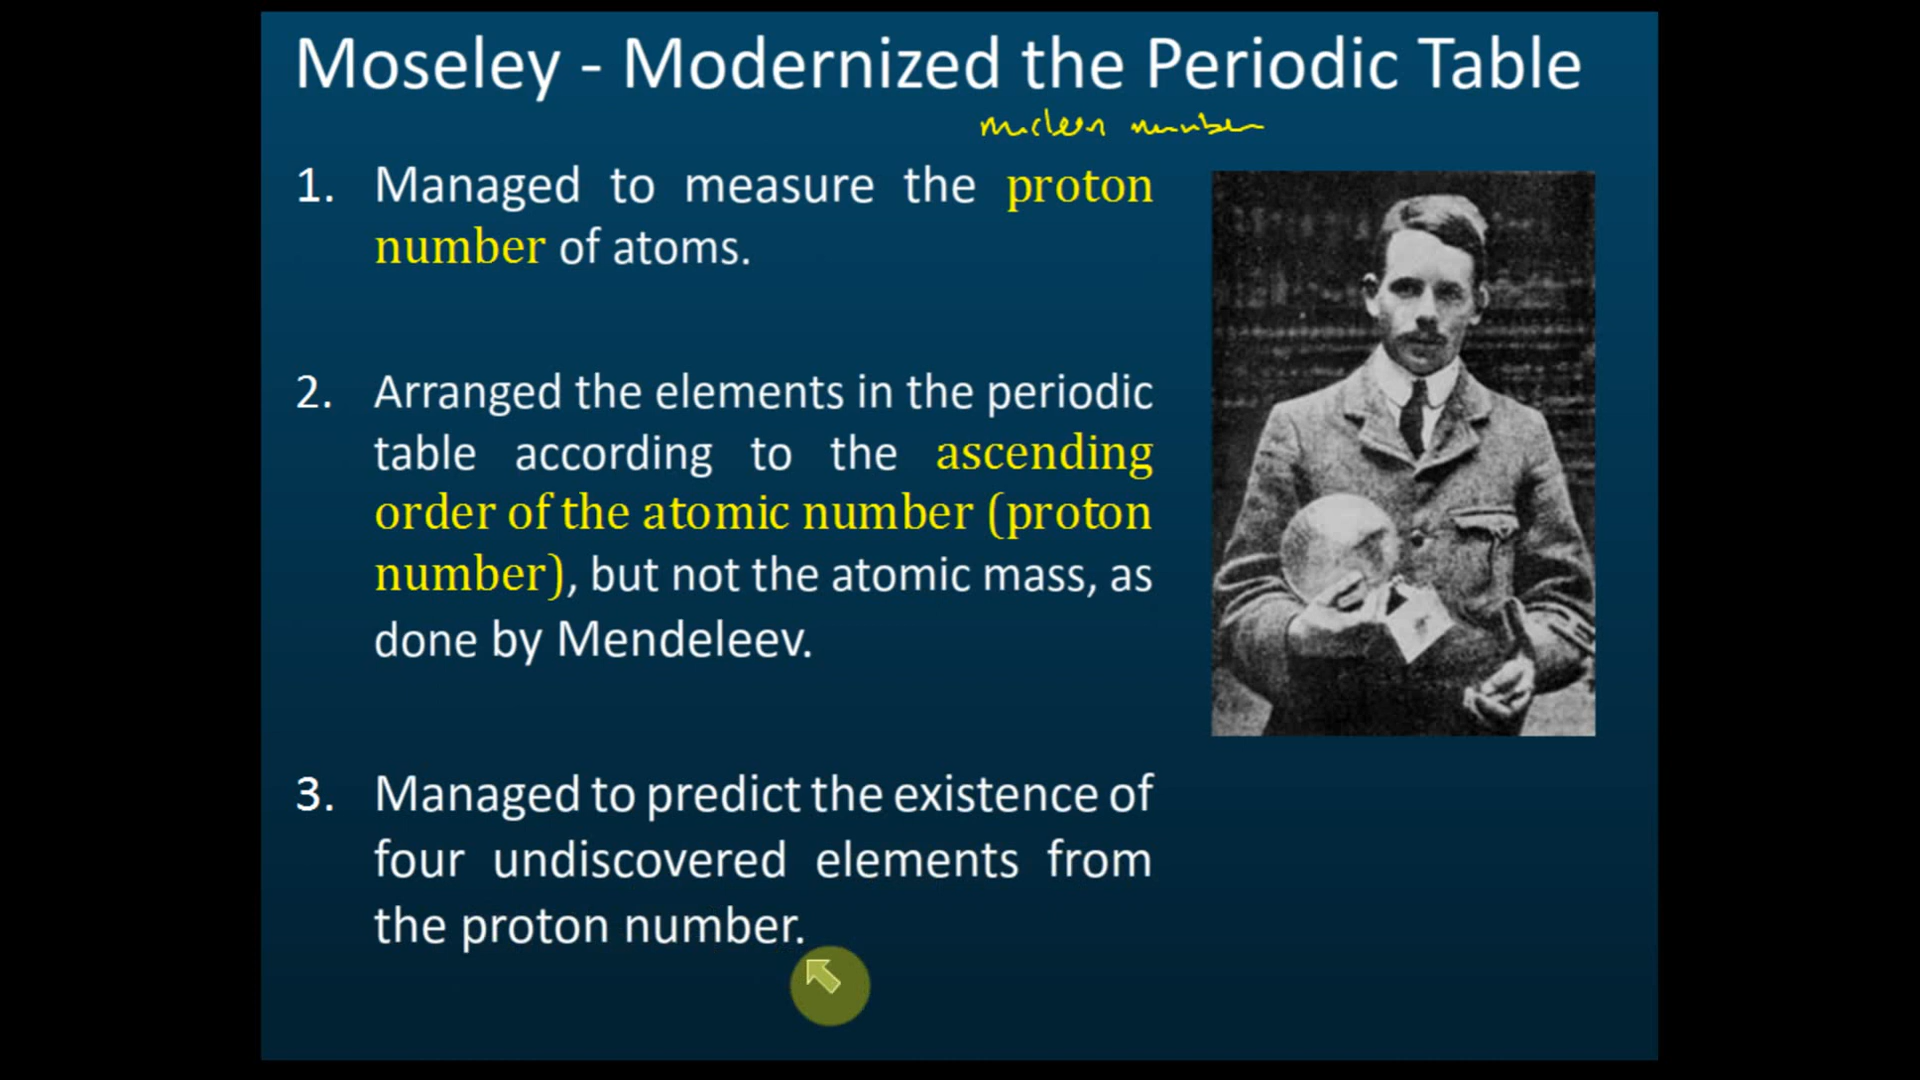 Moseley - Modernized the Periodic Table
nucleon number
1. Managed to measure the proton
number of atoms.
2. Arranged the elements in the periodic
table according to the ascending
order of the atomic number (proton
number), but not the atomic mass, as
done by Mendeleev.
3. Managed to predict the existence of
four undiscovered elements from
the proton number.